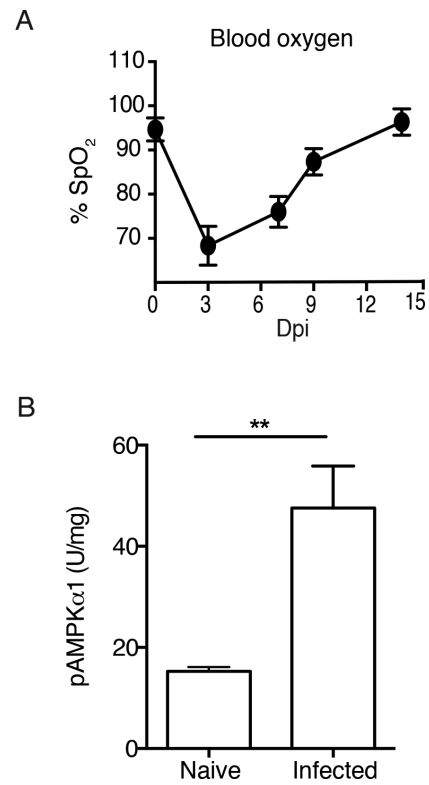 A
Blood oxygen
110
100
90
80
70
% SpO2
0 3 6 9 12 15
Dpi
B
**
60
40
20
0
pAMPKα1 (U/mg)
Naive Infected